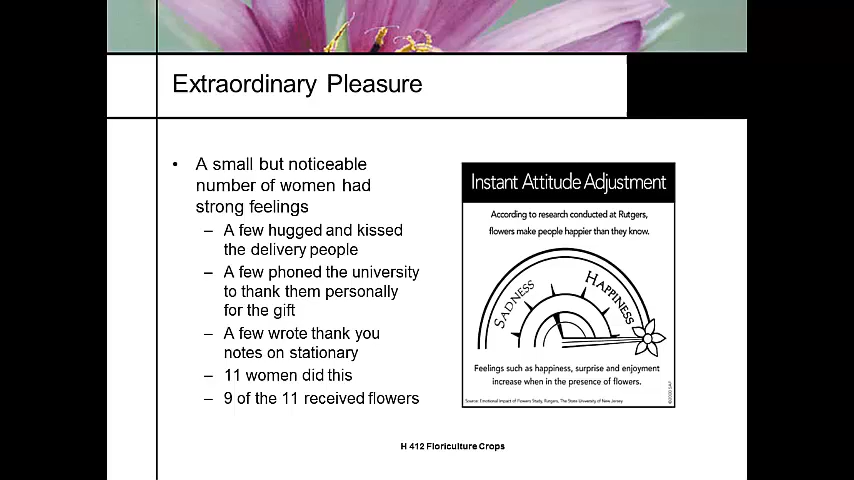 Extraordinary Pleasure
• A small but noticeable
number of women had
strong feelings
– A few hugged and kissed
the delivery people
– A few phoned the university
to thank them personally
for the gift
– A few wrote thank you
notes on stationary
– 11 women did this
– 9 of the 11 received flowers
Instant Attitude Adjustment
According to research conducted at Rutgers,
flowers make people happier than they know.
SADNESS
HAPPINESS
Feelings such as happiness, surprise and enjoyment
increase when in the presence of flowers.
Source: Emotional Impact of Flowers Study, Rutgers, The State University of New Jersey
©2000 SAF
H 412 Floriculture Crops